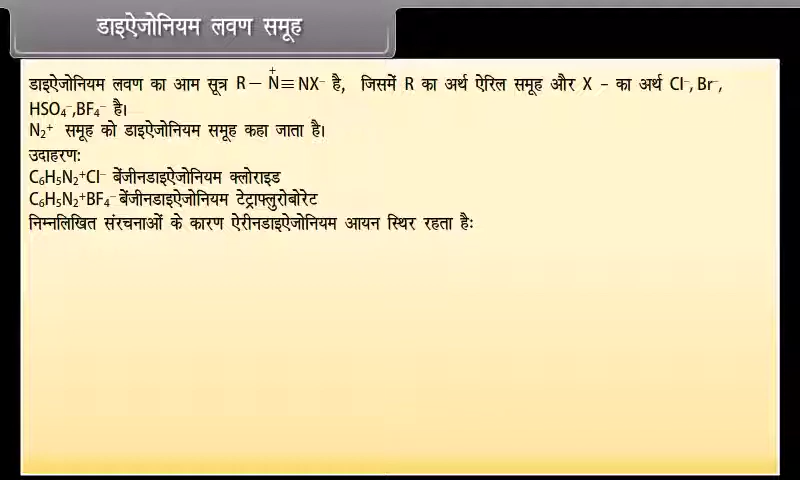 डाइऐजोनियम लवण समूह
डाइऐजोनियम लवण का आम सूत्र R − N⁺ ≡ NX⁻ है, जिसमें R का अर्थ ऐरिल समूह और X - का अर्थ Cl⁻, Br⁻,
HSO₄⁻,BF₄⁻ है।
N₂⁺ समूह को डाइऐजोनियम समूह कहा जाता है।
उदाहरण:
C₆H₅N₂⁺Cl⁻ बेंजीनडाइऐजोनियम क्लोराइड
C₆H₅N₂⁺BF₄⁻ बेंजीनडाइऐजोनियम टेट्राफ्लुरोबोरेट
निम्नलिखित संरचनाओं के कारण ऐरीनडाइऐजोनियम आयन स्थिर रहता है: